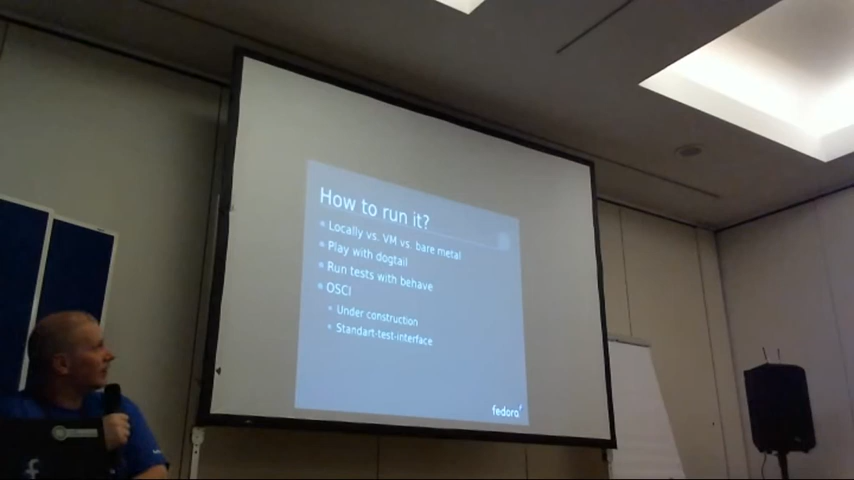 How to run it?
Locally vs. VM vs. bare metal
Play with dogtail
Run tests with behave
OSCI
Under construction
Standart-test-interface
fedora